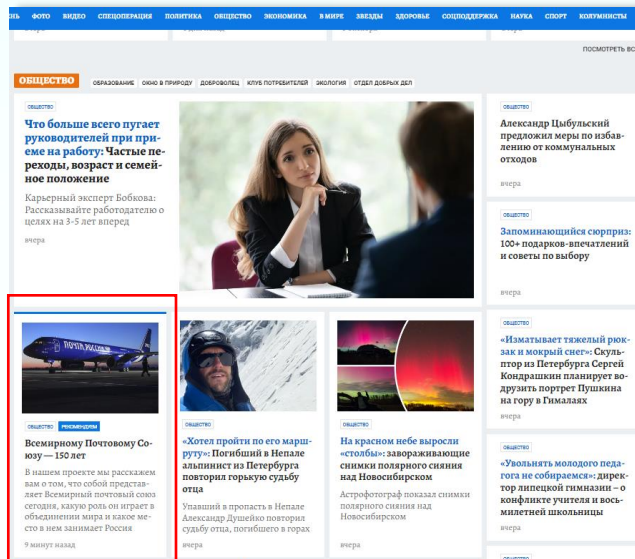 ФОТО ВИДЕО СПЕЦОПЕРАЦИЯ ПОЛИТИКА ОБЩЕСТВО ЭКОНОМИКА В МИРЕ ЗВЕЗДЫ ЗДОРОВЬЕ СОЦПОДДЕРЖКА НАУКА СПОРТ КОЛУМНИСТЫ
ПОСМОТРЕТЬ ВС
ОБЩЕСТВО ОБРАЗОВАНИЕ ОКНО В ПРИРОДУ ДОБРОВОЛЕЦ КЛУБ ПОТРЕБИТЕЛЕЙ ЭКОЛОГИЯ ОТДЕЛ ДОБРЫХ ДЕЛ
ОБЩЕСТВО
Что больше всего пугает
руководителей при при-
еме на работу: Частые пе-
реходы, возраст и семей-
ное положение
Карьерный эксперт Бобкова:
Рассказывайте работодателю о
целях на 3-5 лет вперед
вчера
ОБЩЕСТВО
Александр Цыбульский
предложил меры по избав-
лению от коммунальных
отходов
вчера
ОБЩЕСТВО
Запоминающийся сюрприз:
100+ подарков-впечатлений
и советы по выбору
вчера
ПОЧТА РОССИИ
ОБЩЕСТВО РЕКОМЕНДУЕМ
Всемирному Почтовому Со-
юзу — 150 лет
В нашем проекте мы расскажем
вам о том, что собой представ-
ляет Всемирный почтовый союз
сегодня, какую роль он играет в
объединении мира и какое ме-
сто в нем занимает Россия
9 минут назад
ОБЩЕСТВО
«Хотел пройти по его марш-
руту»: Погибший в Непале
альпинист из Петербурга
повторил горькую судьбу
отца
Упавший в пропасть в Непале
Александр Душейко повторил
судьбу отца, погибшего в горах
вчера
ОБЩЕСТВО
На красном небе выросли
«столбы»: завораживающие
снимки полярного сияния
над Новосибирском
Астрофотограф показал снимки
полярного сияния над
Новосибирском
вчера
ОБЩЕСТВО
«Изматывает тяжелый рюк-
зак и мокрый снег»: Скуль-
птор из Петербурга Сергей
Кондрашкин планирует во-
друзить портрет Пушкина
на гору в Гималаях
вчера
ОБЩЕСТВО
«Увольнять молодого педа-
гога не собираемся»: дирек-
тор липецкой гимназии – о
конфликте учителя и вось-
милетней школьницы
вчера